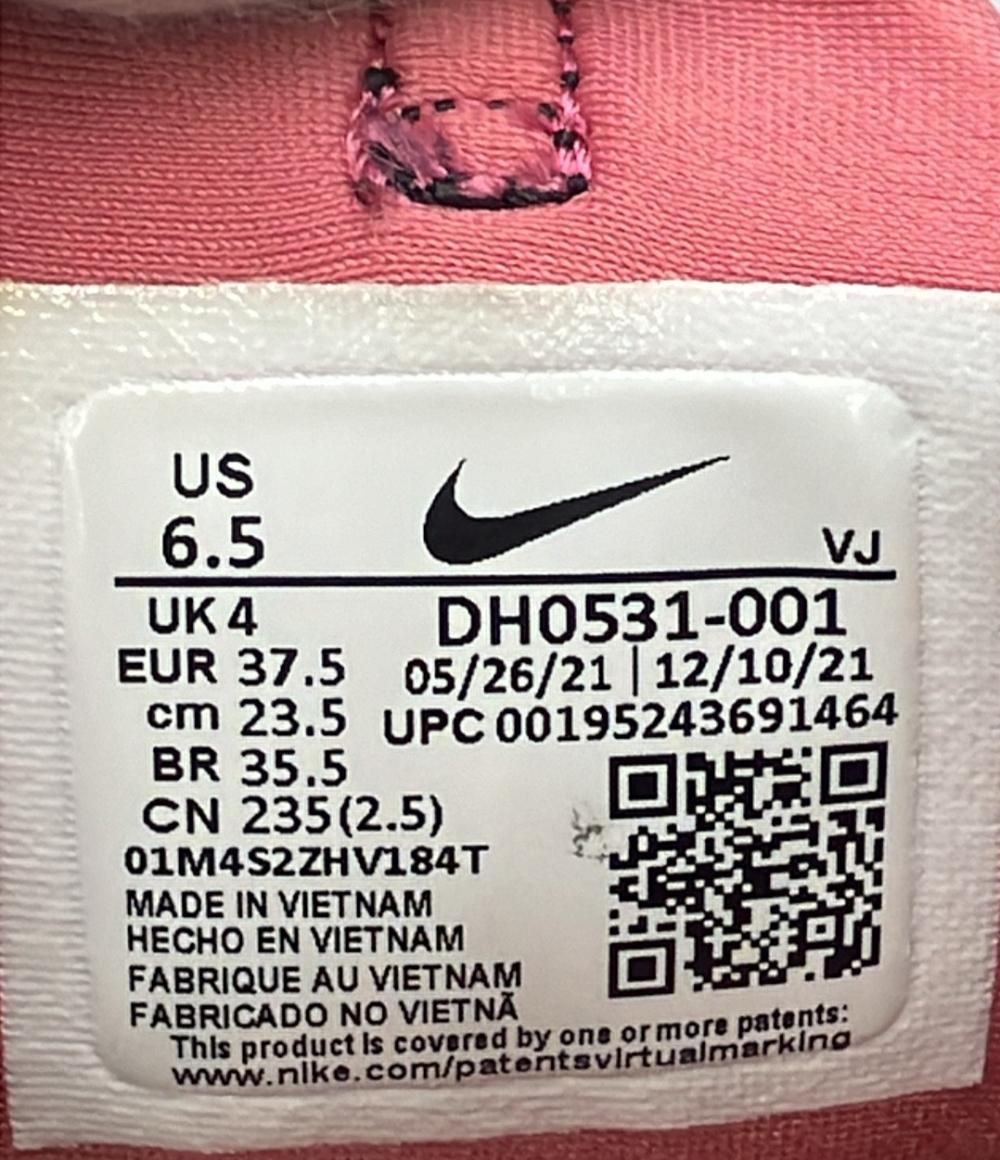 US
6.5
VJ
UK 4
EUR 37.5
cm 23.5
BR 35.5
CN 235(2.5)
01M4S2ZHV184T
DH0531-001
05/26/21 | 12/10/21
UPC 00195243691464
MADE IN VIETNAM
HECHO EN VIETNAM
FABRIQUE AU VIETNAM
FABRICADO NO VIETNÃ
This product is covered by one or more patents:
www.nike.com/patentsvirtualmarking